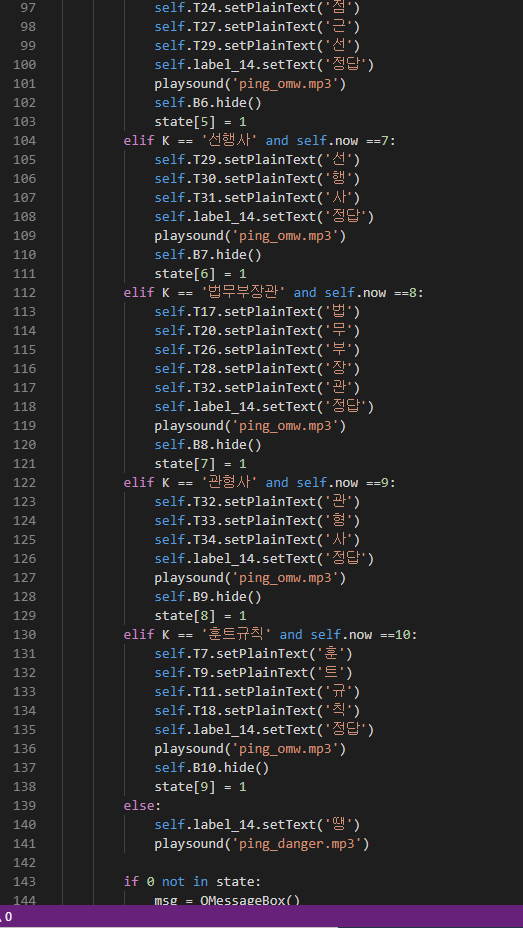 97 self.T24.setPlainText('점')
98 self.T27.setPlainText('근')
99 self.T29.setPlainText('선')
100 self.label_14.setText('정답')
101 playsound('ping_omw.mp3')
102 self.B6.hide()
103 state[5] = 1
104 elif K == '선행사' and self.now ==7:
105 self.T29.setPlainText('선')
106 self.T30.setPlainText('행')
107 self.T31.setPlainText('사')
108 self.label_14.setText('정답')
109 playsound('ping_omw.mp3')
110 self.B7.hide()
111 state[6] = 1
112 elif K == '법무부장관' and self.now ==8:
113 self.T17.setPlainText('법')
114 self.T20.setPlainText('무')
115 self.T26.setPlainText('부')
116 self.T28.setPlainText('장')
117 self.T32.setPlainText('관')
118 self.label_14.setText('정답')
119 playsound('ping_omw.mp3')
120 self.B8.hide()
121 state[7] = 1
122 elif K == '관형사' and self.now ==9:
123 self.T32.setPlainText('관')
124 self.T33.setPlainText('형')
125 self.T34.setPlainText('사')
126 self.label_14.setText('정답')
127 playsound('ping_omw.mp3')
128 self.B9.hide()
129 state[8] = 1
130 elif K == '훈트규칙' and self.now ==10:
131 self.T7.setPlainText('훈')
132 self.T9.setPlainText('트')
133 self.T11.setPlainText('규')
134 self.T18.setPlainText('칙')
135 self.label_14.setText('정답')
136 playsound('ping_omw.mp3')
137 self.B10.hide()
138 state[9] = 1
139 else:
140 self.label_14.setText('땡')
141 playsound('ping_danger.mp3')
142
143 if 0 not in state:
144 msg = QMessageBox()
0